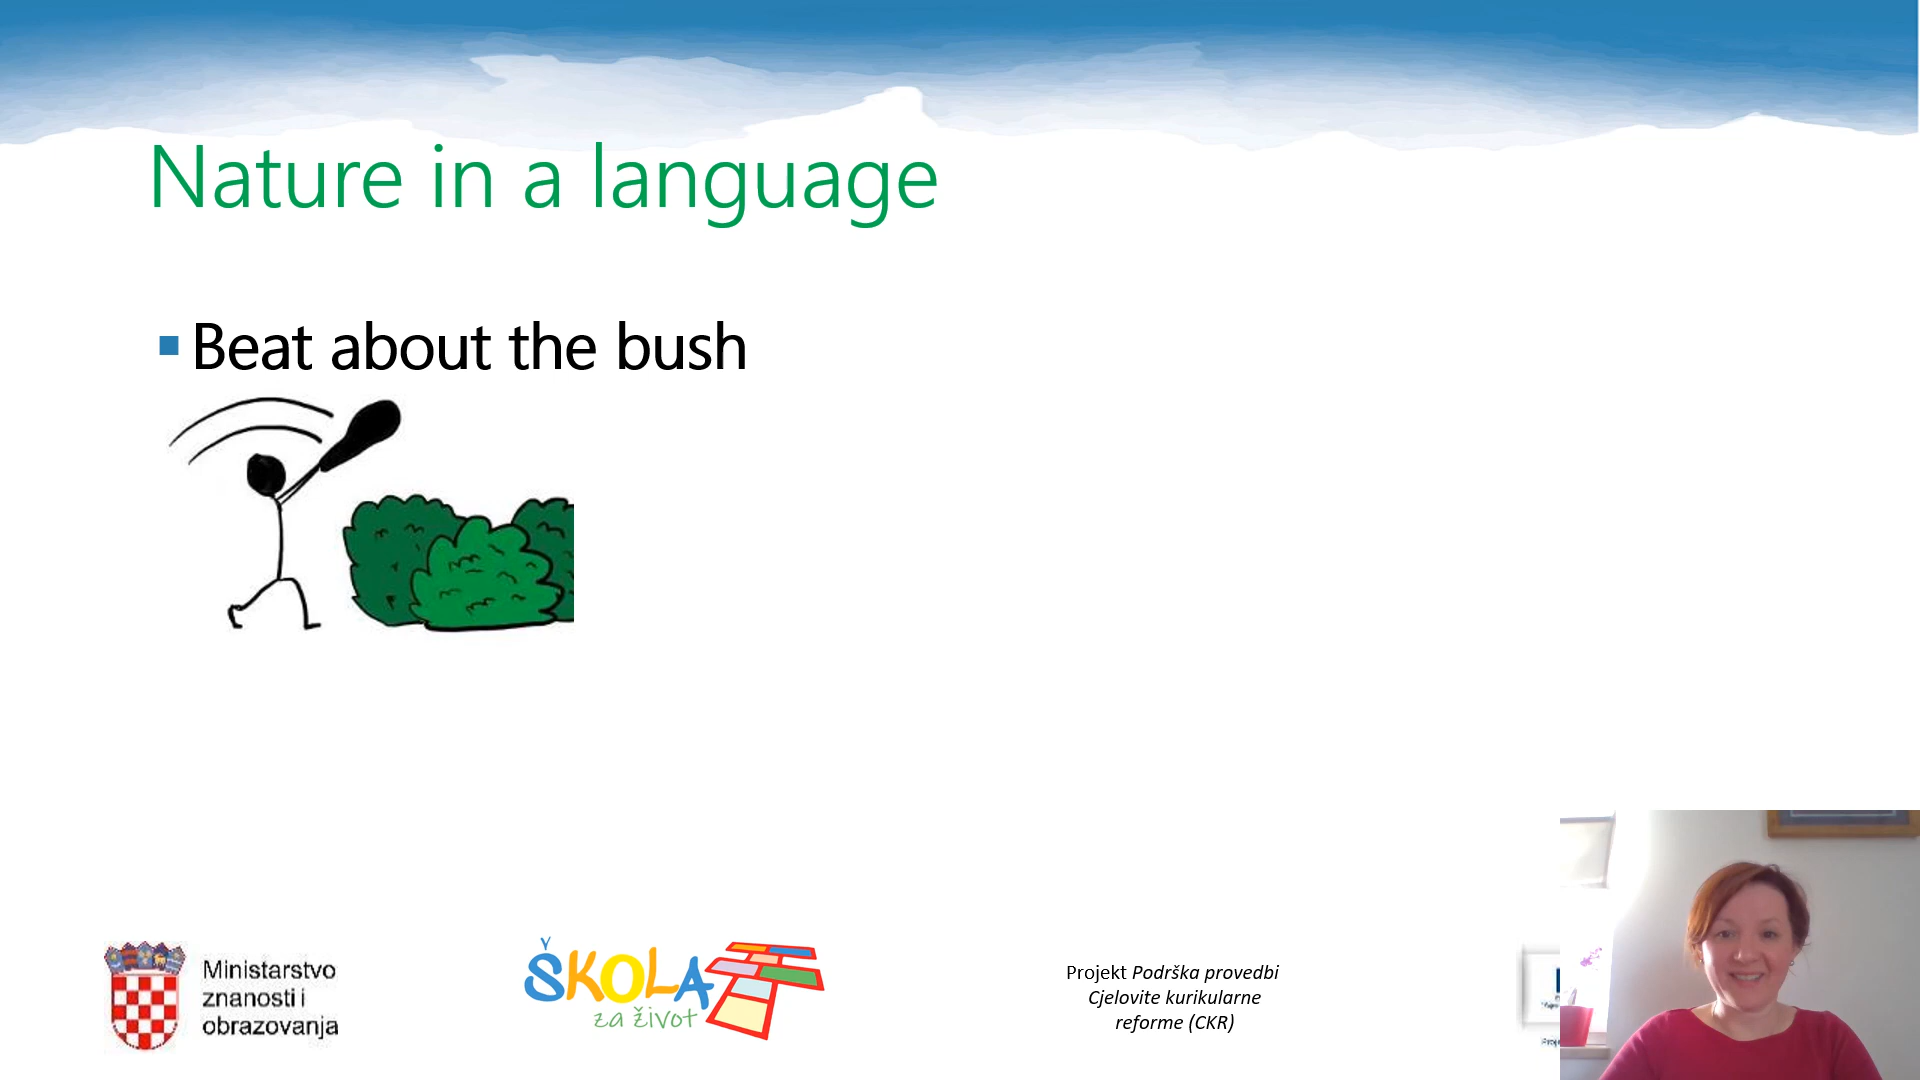 Nature in a language
Beat about the bush
Ministarstvo
znanosti i
obrazovanja
ŠKOLA
za život
Projekt Podrška provedbi
Cjelovite kurikularne
reforme (CKR)